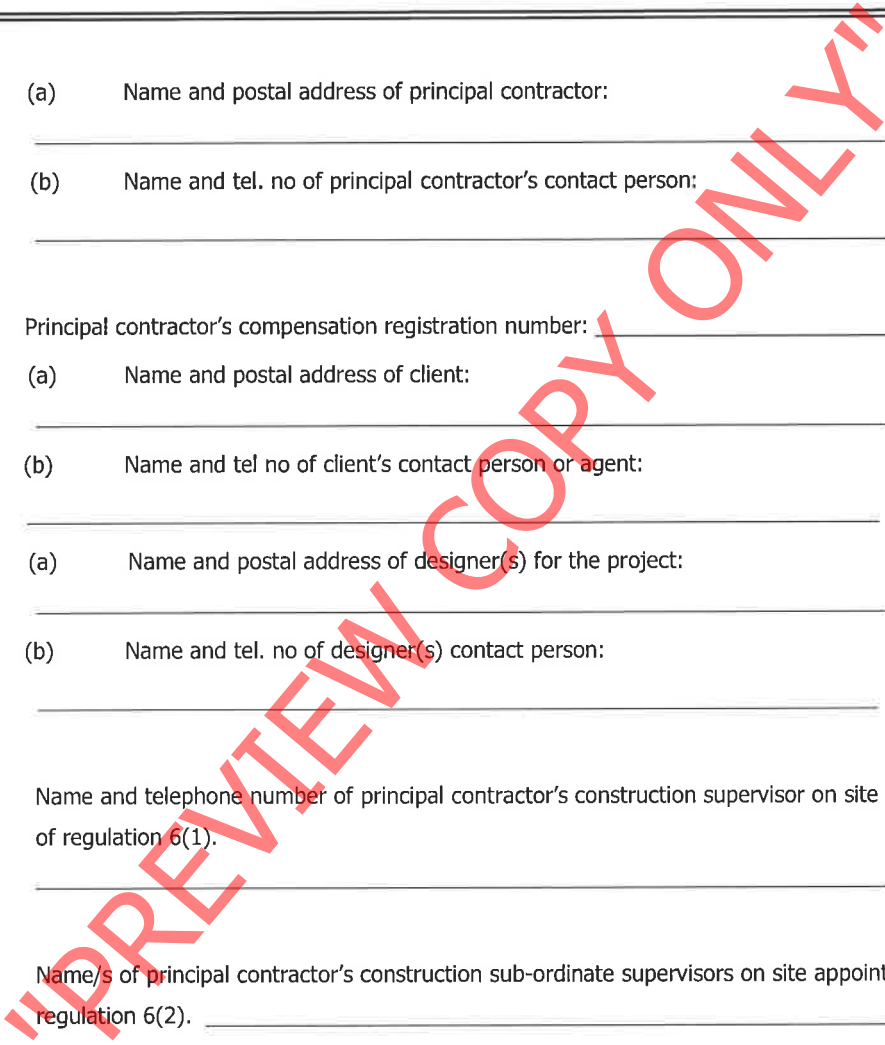 (a) Name and postal address of principal contractor:
(b) Name and tel. no of principal contractor's contact person:
Principal contractor's compensation registration number:
(a) Name and postal address of client:
(b) Name and tel no of client's contact person or agent:
(a) Name and postal address of designer(s) for the project:
(b) Name and tel. no of designer(s) contact person:
Name and telephone number of principal contractor's construction supervisor on site
of regulation 6(1).
Name/s of principal contractor's construction sub-ordinate supervisors on site appoint
regulation 6(2).
"PREVIEW COPY ONLY"